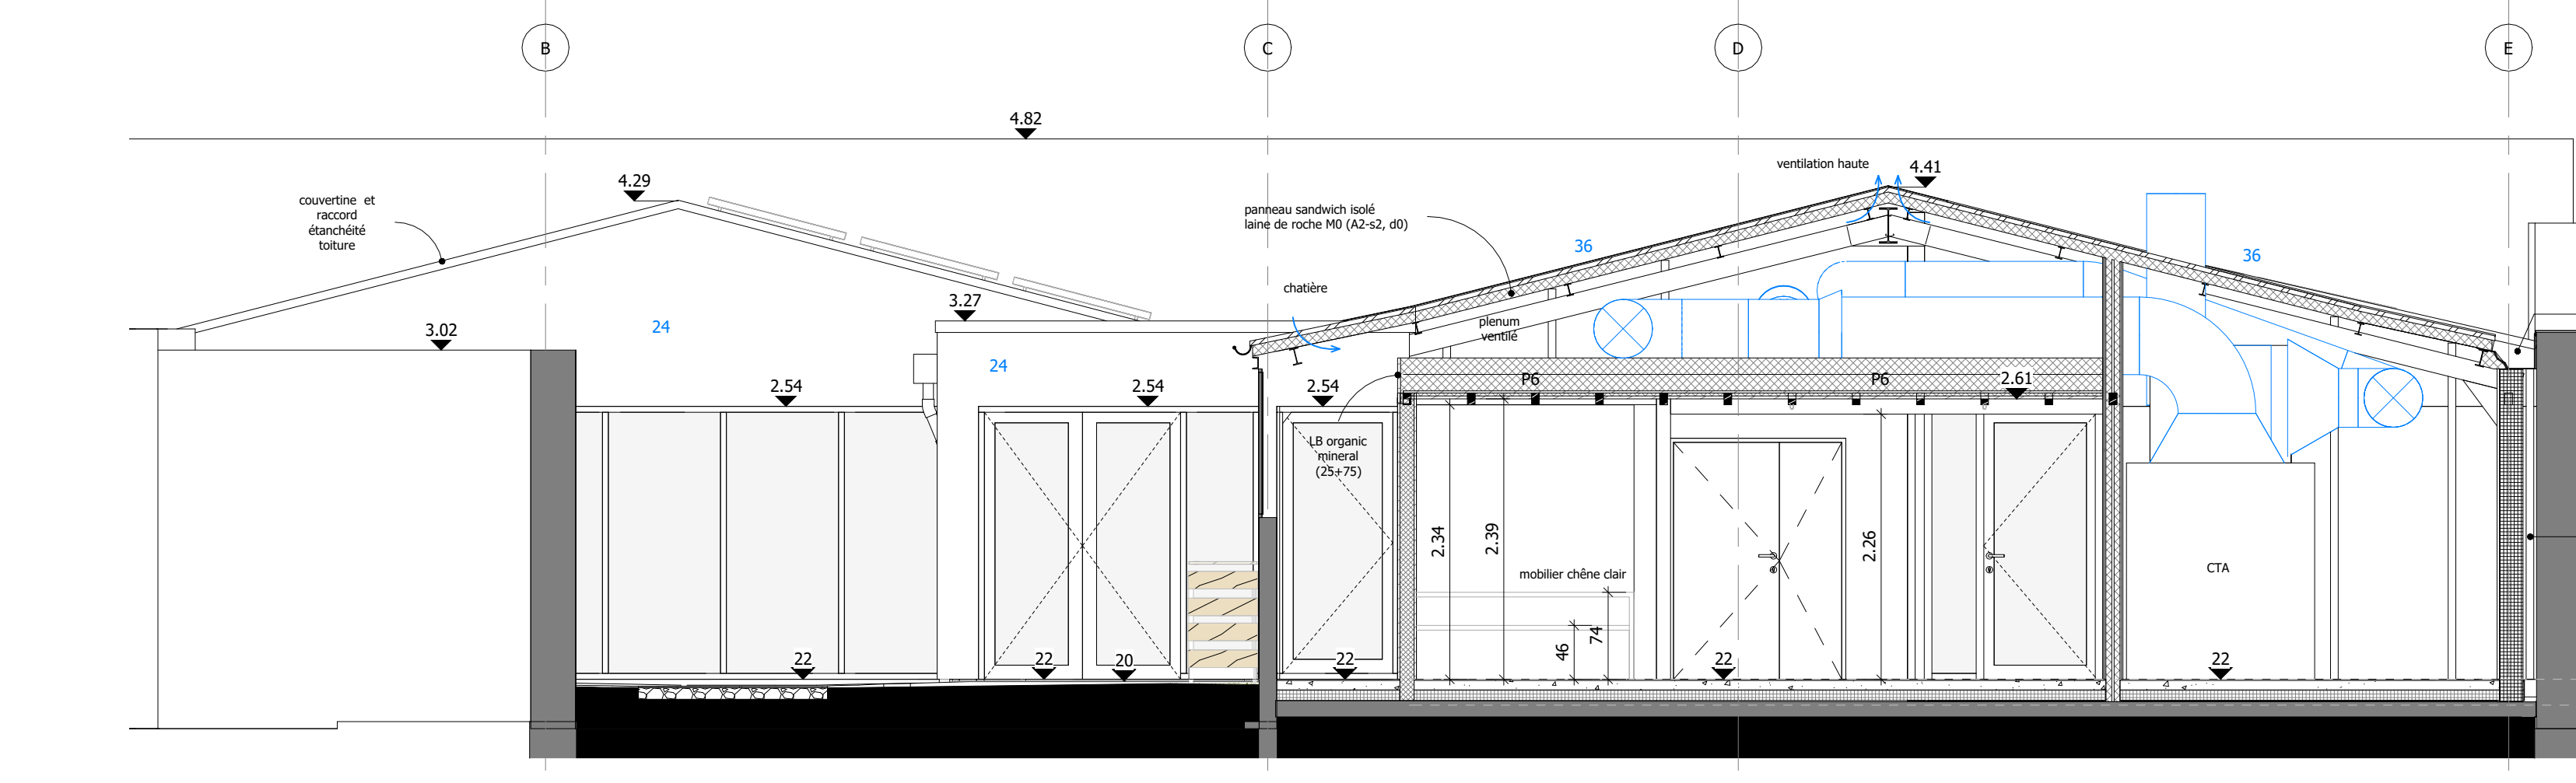 B
C
D
E
4.82
ventilation haute
4.41
4.29
couvertine et
raccord
étanchéité
toiture
panneau sandwich isolé
laine de roche M0 (A2-s2, d0)
36
36
chatière
3.27
24
3.02
plenum
ventilé
24
2.54
2.54
2.54
P6
P6
2.61
LB organic
mineral
(25+75)
2.34
2.39
2.26
mobilier chêne clair
CTA
46
74
22
22
20
22
22
22